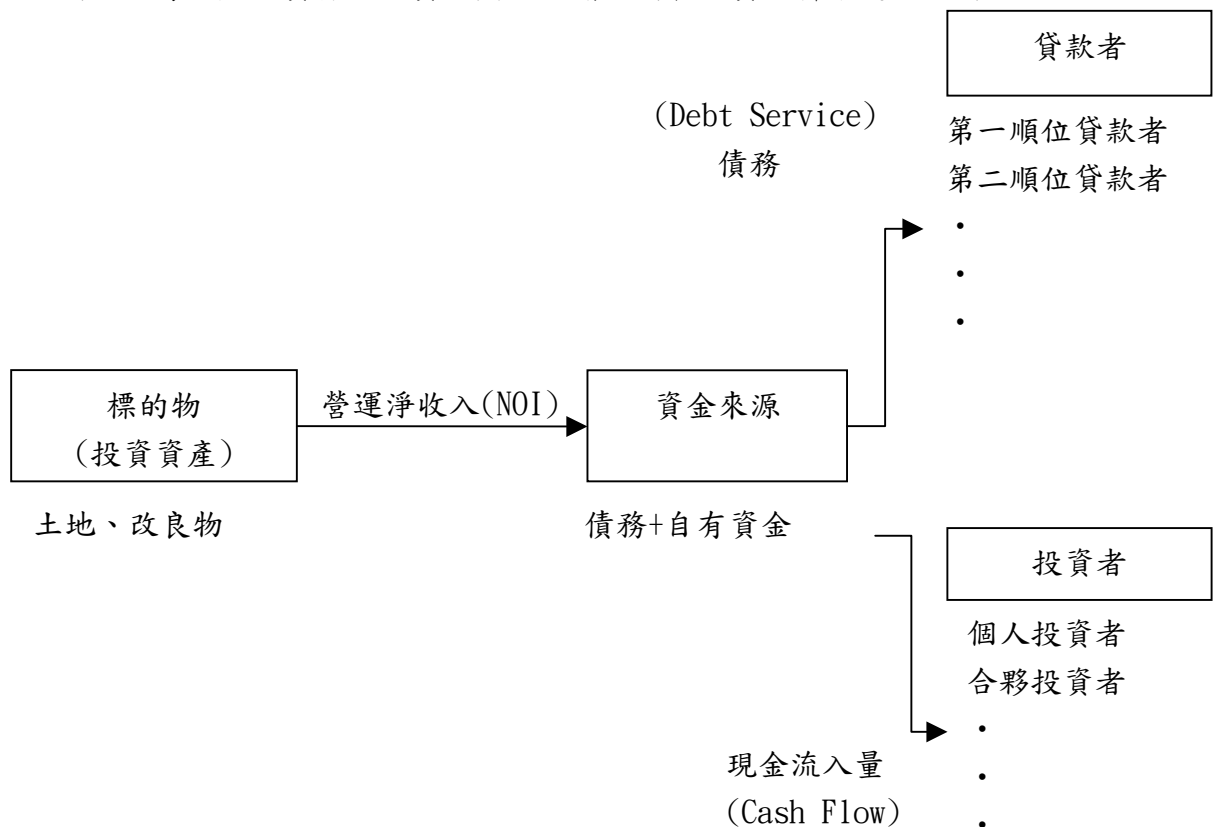 貸款者
(Debt Service)
債務
第一順位貸款者
第二順位貸款者
•
•
•
標的物
(投資資產)
營運淨收入(NOI)
資金來源
土地、改良物
債務+自有資金
投資者
個人投資者
合夥投資者
•
•
•
現金流入量
(Cash Flow)